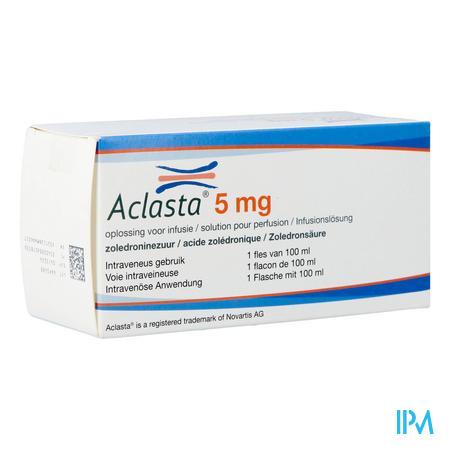 Aclasta® 5 mg
oplossing voor infusie / solution pour perfusion / Infusionslösung
zoledroninezuur / acide zolédronique / Zoledronsäure
Intraveneus gebruik 1 fles van 100 ml
Voie intraveineuse 1 flacon de 100 ml
Intravenöse Anwendung 1 Flasche mit 100 ml
Aclasta® is a registered trademark of Novartis AG
IPM